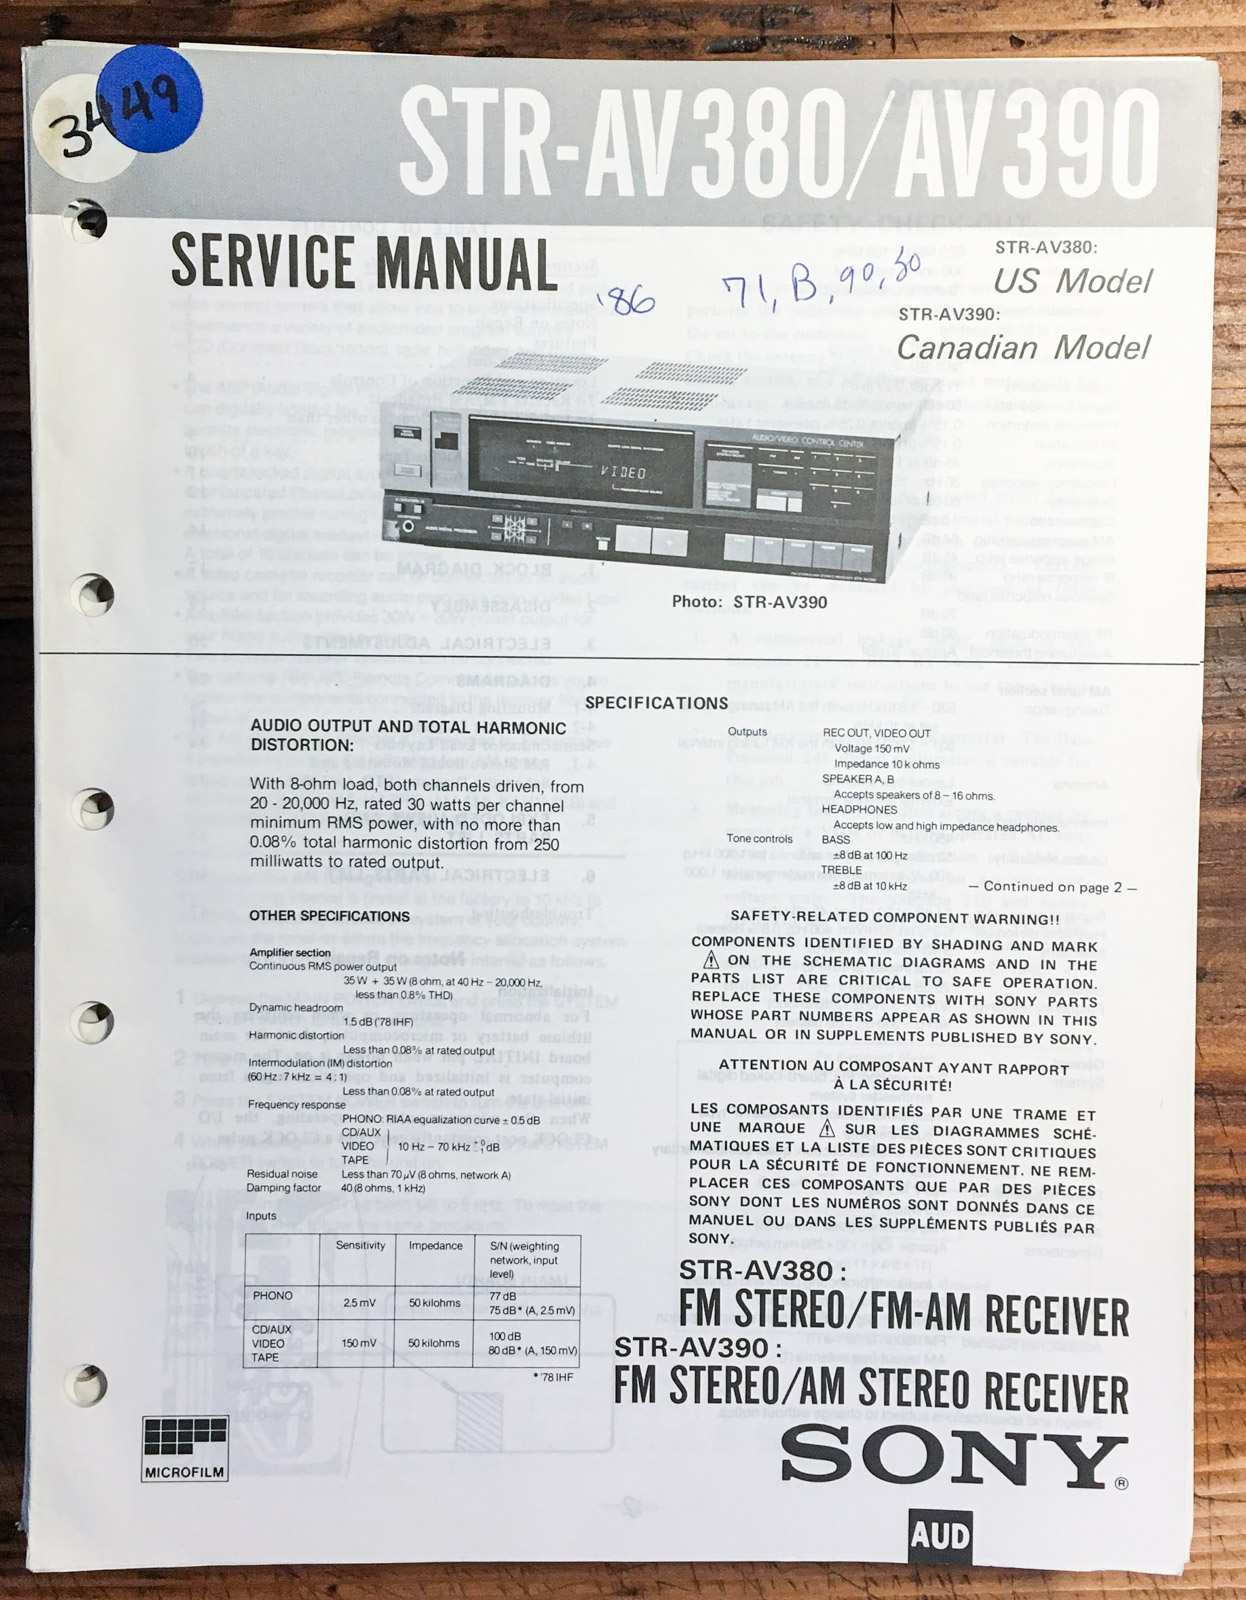 3449
STR-AV380/AV390
SERVICE MANUAL
'86
71, B, 90, 30
STR-AV380:
US Model
STR-AV390:
Canadian Model
AUDIO/VIDEO CONTROL CENTER
VIDEO
Photo: STR-AV390
SPECIFICATIONS
AUDIO OUTPUT AND TOTAL HARMONIC
DISTORTION:
With 8-ohm load, both channels driven, from
20 - 20,000 Hz, rated 30 watts per channel
minimum RMS power, with no more than
0.08% total harmonic distortion from 250
milliwatts to rated output.
OTHER SPECIFICATIONS
Amplifier section
Continuous RMS power output
35 W + 35 W (8 ohm, at 40 Hz – 20,000 Hz,
less than 0.8% THD)
Dynamic headroom
1.5 dB ('78 IHF)
Harmonic distortion
Less than 0.08% at rated output
Intermodulation (IM) distortion
(60 Hz : 7 kHz = 4 : 1)
Less than 0.08% at rated output
Frequency response
PHONO: RIAA equalization curve ± 0.5 dB
CD/AUX
VIDEO 10 Hz – 70 kHz +0 -1 dB
TAPE
Residual noise Less than 70 µV (8 ohms, network A)
Damping factor 40 (8 ohms, 1 kHz)
Inputs
Sensitivity Impedance S/N (weighting
network, input
level)
PHONO 2.5 mV 50 kilohms 77 dB
75 dB* (A, 2.5 mV)
CD/AUX
VIDEO 150 mV 50 kilohms 100 dB
TAPE 80 dB* (A, 150 mV)
* '78 IHF
MICROFILM
Outputs REC OUT, VIDEO OUT
Voltage 150 mV
Impedance 10 k ohms
SPEAKER A, B
Accepts speakers of 8 – 16 ohms.
HEADPHONES
Accepts low and high impedance headphones.
Tone controls BASS
±8 dB at 100 Hz
TREBLE
±8 dB at 10 kHz
— Continued on page 2 —
SAFETY-RELATED COMPONENT WARNING!!
COMPONENTS IDENTIFIED BY SHADING AND MARK
⚠ ON THE SCHEMATIC DIAGRAMS AND IN THE
PARTS LIST ARE CRITICAL TO SAFE OPERATION.
REPLACE THESE COMPONENTS WITH SONY PARTS
WHOSE PART NUMBERS APPEAR AS SHOWN IN THIS
MANUAL OR IN SUPPLEMENTS PUBLISHED BY SONY.
ATTENTION AU COMPOSANT AYANT RAPPORT
À LA SÉCURITÉ!
LES COMPOSANTS IDENTIFIÉS PAR UNE TRAME ET
UNE MARQUE ⚠ SUR LES DIAGRAMMES SCHÉ-
MATIQUES ET LA LISTE DES PIÈCES SONT CRITIQUES
POUR LA SÉCURITÉ DE FONCTIONNEMENT. NE REM-
PLACER CES COMPOSANTS QUE PAR DES PIÈCES
SONY DONT LES NUMÉROS SONT DONNÉS DANS CE
MANUEL OU DANS LES SUPPLÉMENTS PUBLIÉS PAR
SONY.
STR-AV380 :
FM STEREO/FM-AM RECEIVER
STR-AV390 :
FM STEREO/AM STEREO RECEIVER
SONY®
AUD